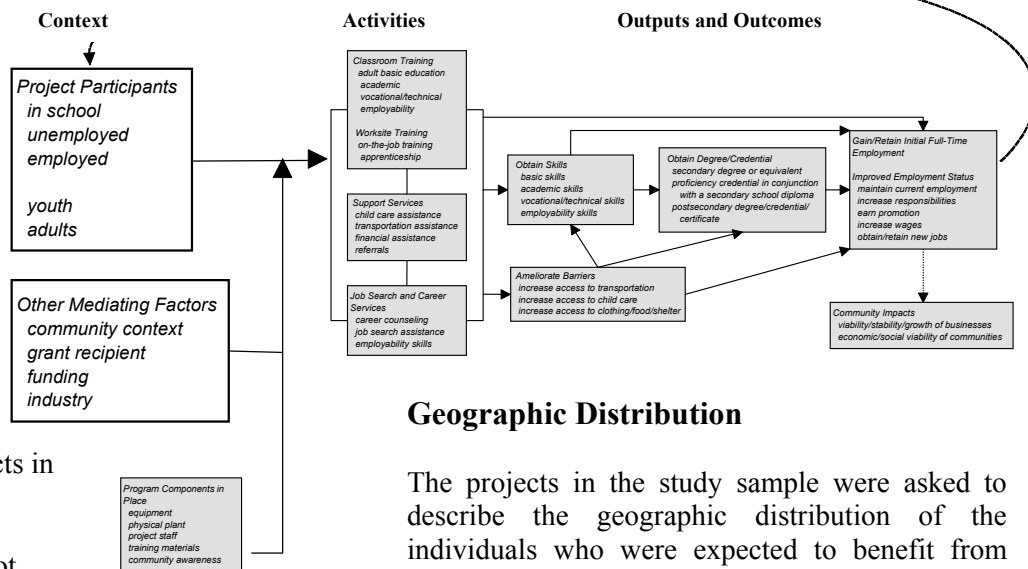 Context
Activities
Outputs and Outcomes
Project Participants
in school
unemployed
employed
youth
adults
Other Mediating Factors
community context
grant recipient
funding
industry
Program Components in
Place
equipment
physical plant
project staff
training materials
community awareness
Classroom Training
adult basic education
academic
vocational/technical
employability
Worksite Training
on-the-job training
apprenticeship
Support Services
child care assistance
transportation assistance
financial assistance
referrals
Job Search and Career
Services
career counseling
job search assistance
employability skills
Obtain Skills
basic skills
academic skills
vocational/technical skills
employability skills
Ameliorate Barriers
increase access to transportation
increase access to child care
increase access to clothing/food/shelter
Obtain Degree/Credential
secondary degree or equivalent
proficiency credential in conjunction
with a secondary school diploma
postsecondary degree/credential/
certificate
Gain/Retain Initial Full-Time
Employment
Improved Employment Status
maintain current employment
increase responsibilities
earn promotion
increase wages
obtain/retain new jobs
Community Impacts
viability/stability/growth of businesses
economic/social viability of communities
in
Geographic Distribution
The projects in the study sample were asked to
describe the geographic distribution of the
individuals who were expected to benefit from